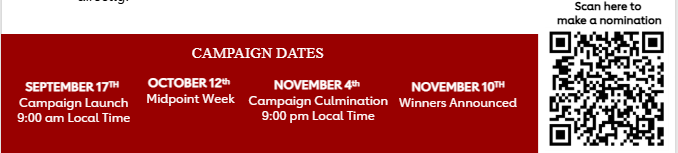 directly.
Scan here to
make a nomination
CAMPAIGN DATES
SEPTEMBER 17TH
Campaign Launch
9:00 am Local Time
OCTOBER 12th
Midpoint Week
NOVEMBER 4th
Campaign Culmination
9:00 pm Local Time
NOVEMBER 10TH
Winners Announced